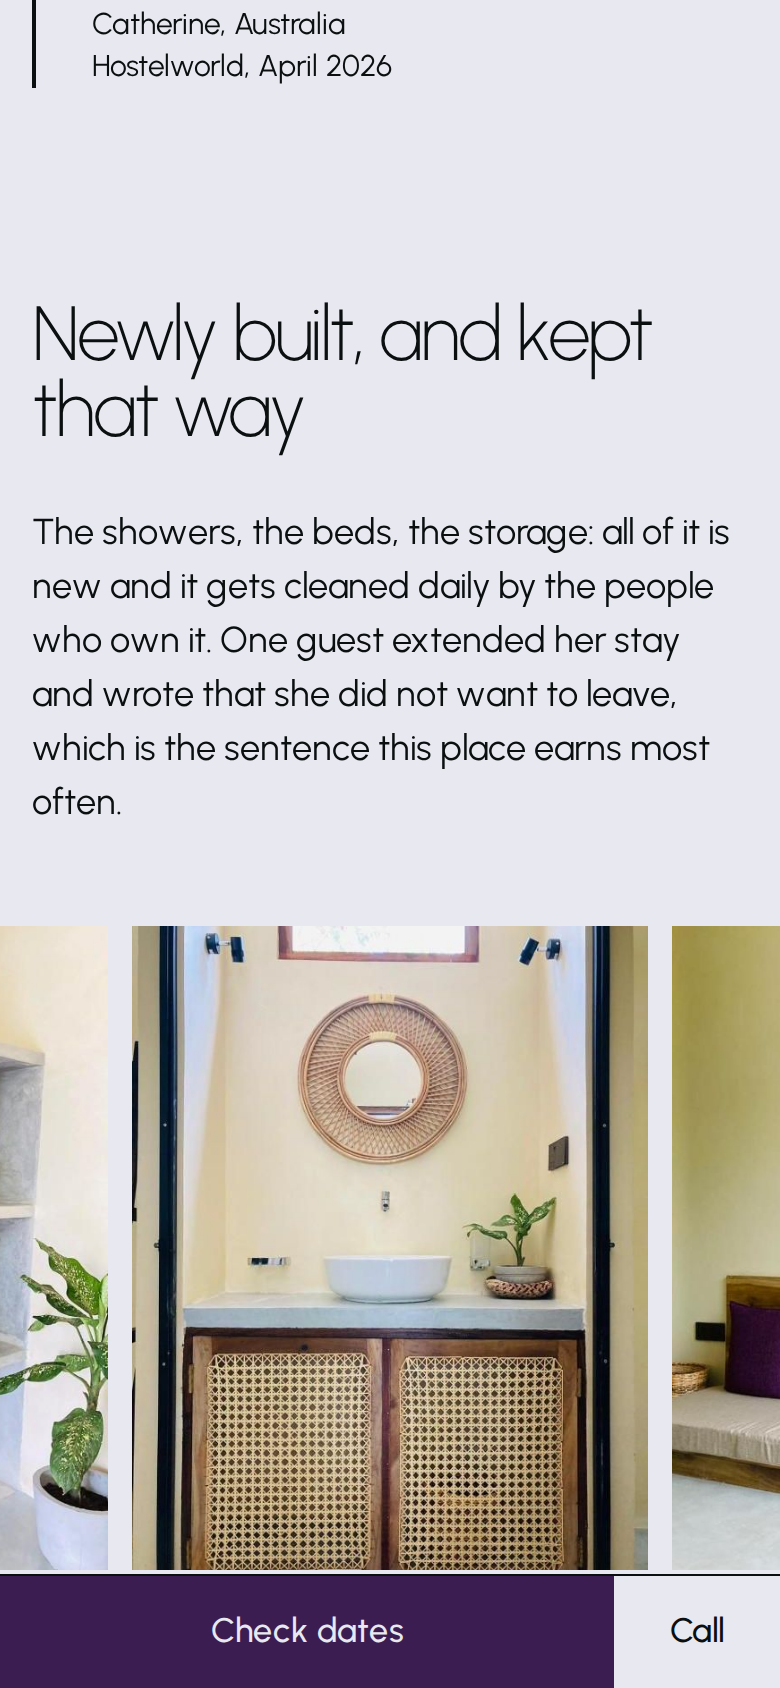 Catherine, Australia
Hostelworld, April 2026
Newly built, and kept
that way
The showers, the beds, the storage: all of it is
new and it gets cleaned daily by the people
who own it. One guest extended her stay
and wrote that she did not want to leave,
which is the sentence this place earns most
often.
Check dates
Call